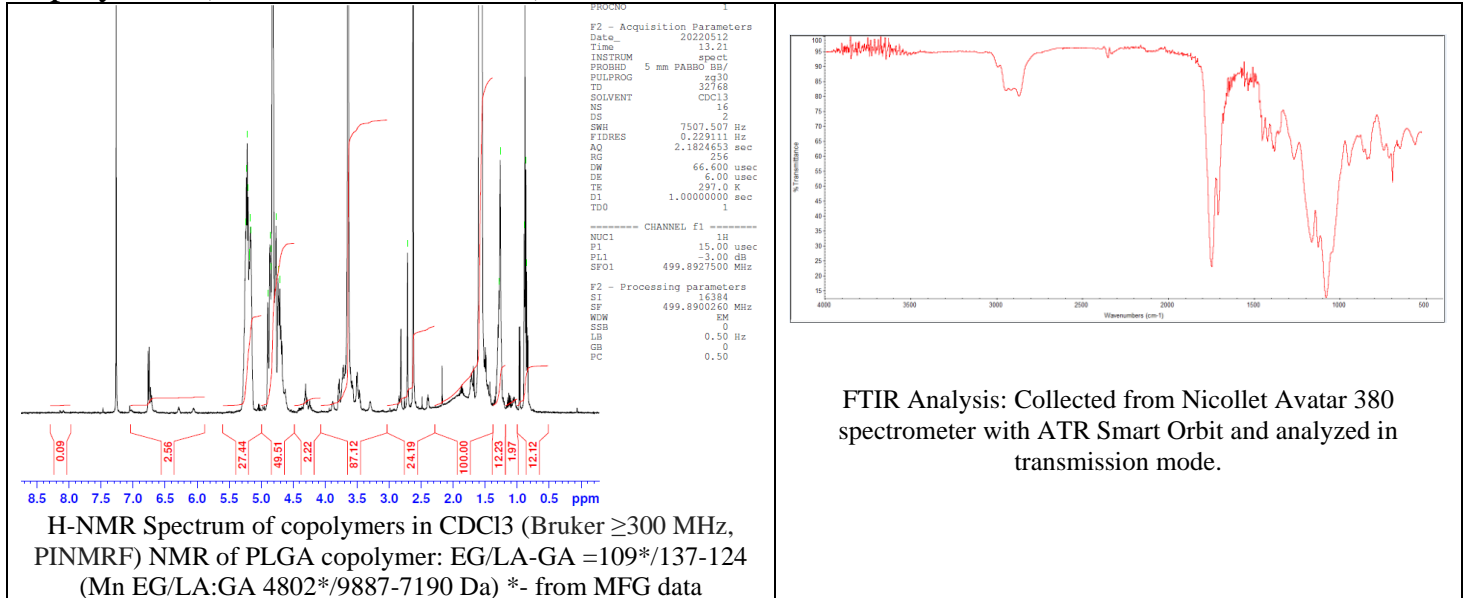 PROCNO 1
F2 - Acquisition Parameters
Date_ 20220512
Time 13.21
INSTRUM spect
PROBHD 5 mm PABBO BB/
PULPROG zg30
TD 32768
SOLVENT CDCl3
NS 16
DS 2
SWH 7507.507 Hz
FIDRES 0.229111 Hz
AQ 2.1824653 sec
RG 256
DW 66.600 usec
DE 6.00 usec
TE 297.0 K
D1 1.00000000 sec
TD0 1
======== CHANNEL f1 ========
NUC1 1H
P1 15.00 usec
PL1 -3.00 dB
SFO1 499.8927500 MHz
F2 - Processing parameters
SI 16384
SF 499.8900260 MHz
WDW EM
SSB 0
LB 0.50 Hz
GB 0
PC 0.50
0.09 2.56 27.44 49.51 2.22 87.12 24.19 100.00 12.23 1.97 12.12
8.5 8.0 7.5 7.0 6.5 6.0 5.5 5.0 4.5 4.0 3.5 3.0 2.5 2.0 1.5 1.0 0.5 ppm
H-NMR Spectrum of copolymers in CDCl3 (Bruker ≥300 MHz,
PINMRF) NMR of PLGA copolymer: EG/LA-GA =109*/137-124
(Mn EG/LA:GA 4802*/9887-7190 Da) *- from MFG data
100
95
90
85
80
75
70
65
60
55
50
45
40
35
30
25
20
15
% Transmittance
4000 3500 3000 2500 2000 1500 1000 500
Wavenumbers (cm-1)
FTIR Analysis: Collected from Nicollet Avatar 380
spectrometer with ATR Smart Orbit and analyzed in
transmission mode.